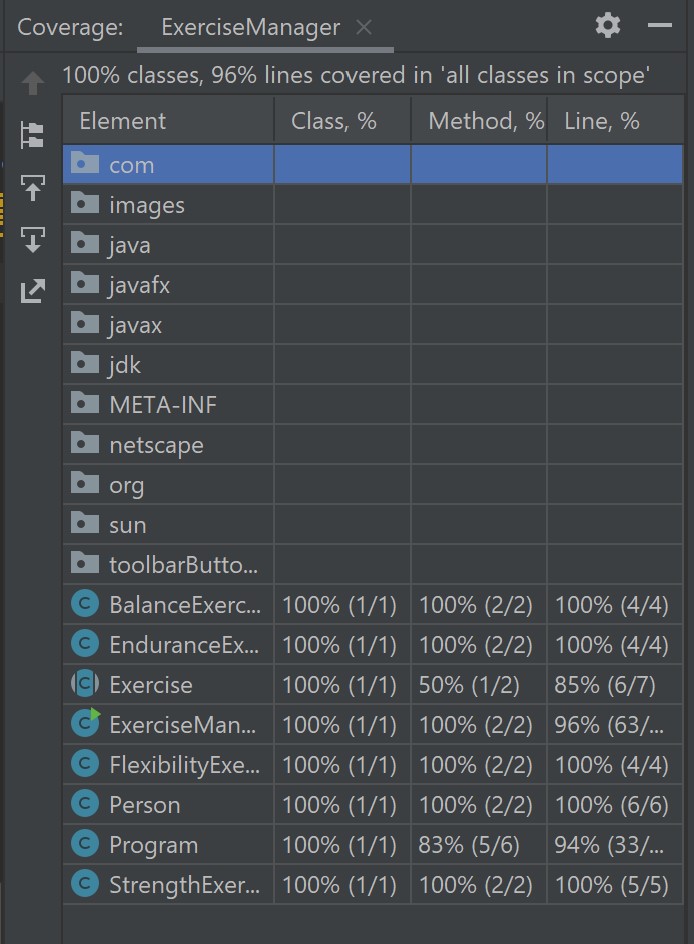 Coverage: ExerciseManager
100% classes, 96% lines covered in 'all classes in scope'
Element Class, % Method, % Line, %
com
images
java
javafx
javax
jdk
META-INF
netscape
org
sun
toolbarButto...
C BalanceExerc... 100% (1/1) 100% (2/2) 100% (4/4)
C EnduranceEx... 100% (1/1) 100% (2/2) 100% (4/4)
C Exercise 100% (1/1) 50% (1/2) 85% (6/7)
C ExerciseMan... 100% (1/1) 100% (2/2) 96% (63/...
C FlexibilityExe... 100% (1/1) 100% (2/2) 100% (4/4)
C Person 100% (1/1) 100% (2/2) 100% (6/6)
C Program 100% (1/1) 83% (5/6) 94% (33/...
C StrengthExer... 100% (1/1) 100% (2/2) 100% (5/5)